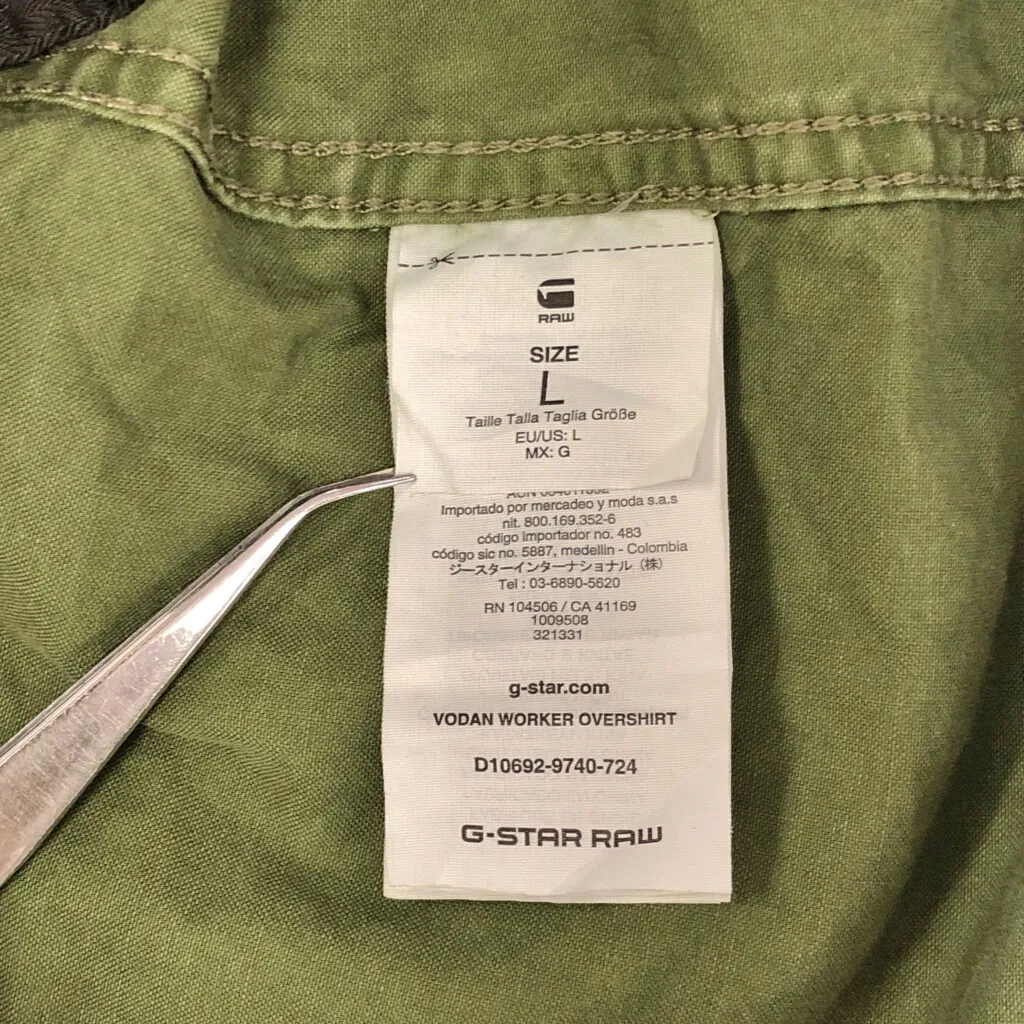 RAW
SIZE
L
Taille Talla Taglia Größe
EU/US: L
MX: G
Importado por mercadeo y moda s.a.s
nit. 800.169.352-6
código importador no. 483
código sic no. 5887, medellin - Colombia
ジースターインターナショナル（株）
Tel : 03-6890-5620
RN 104506 / CA 41169
1009508
321331
g-star.com
VODAN WORKER OVERSHIRT
D10692-9740-724
G-STAR RAW